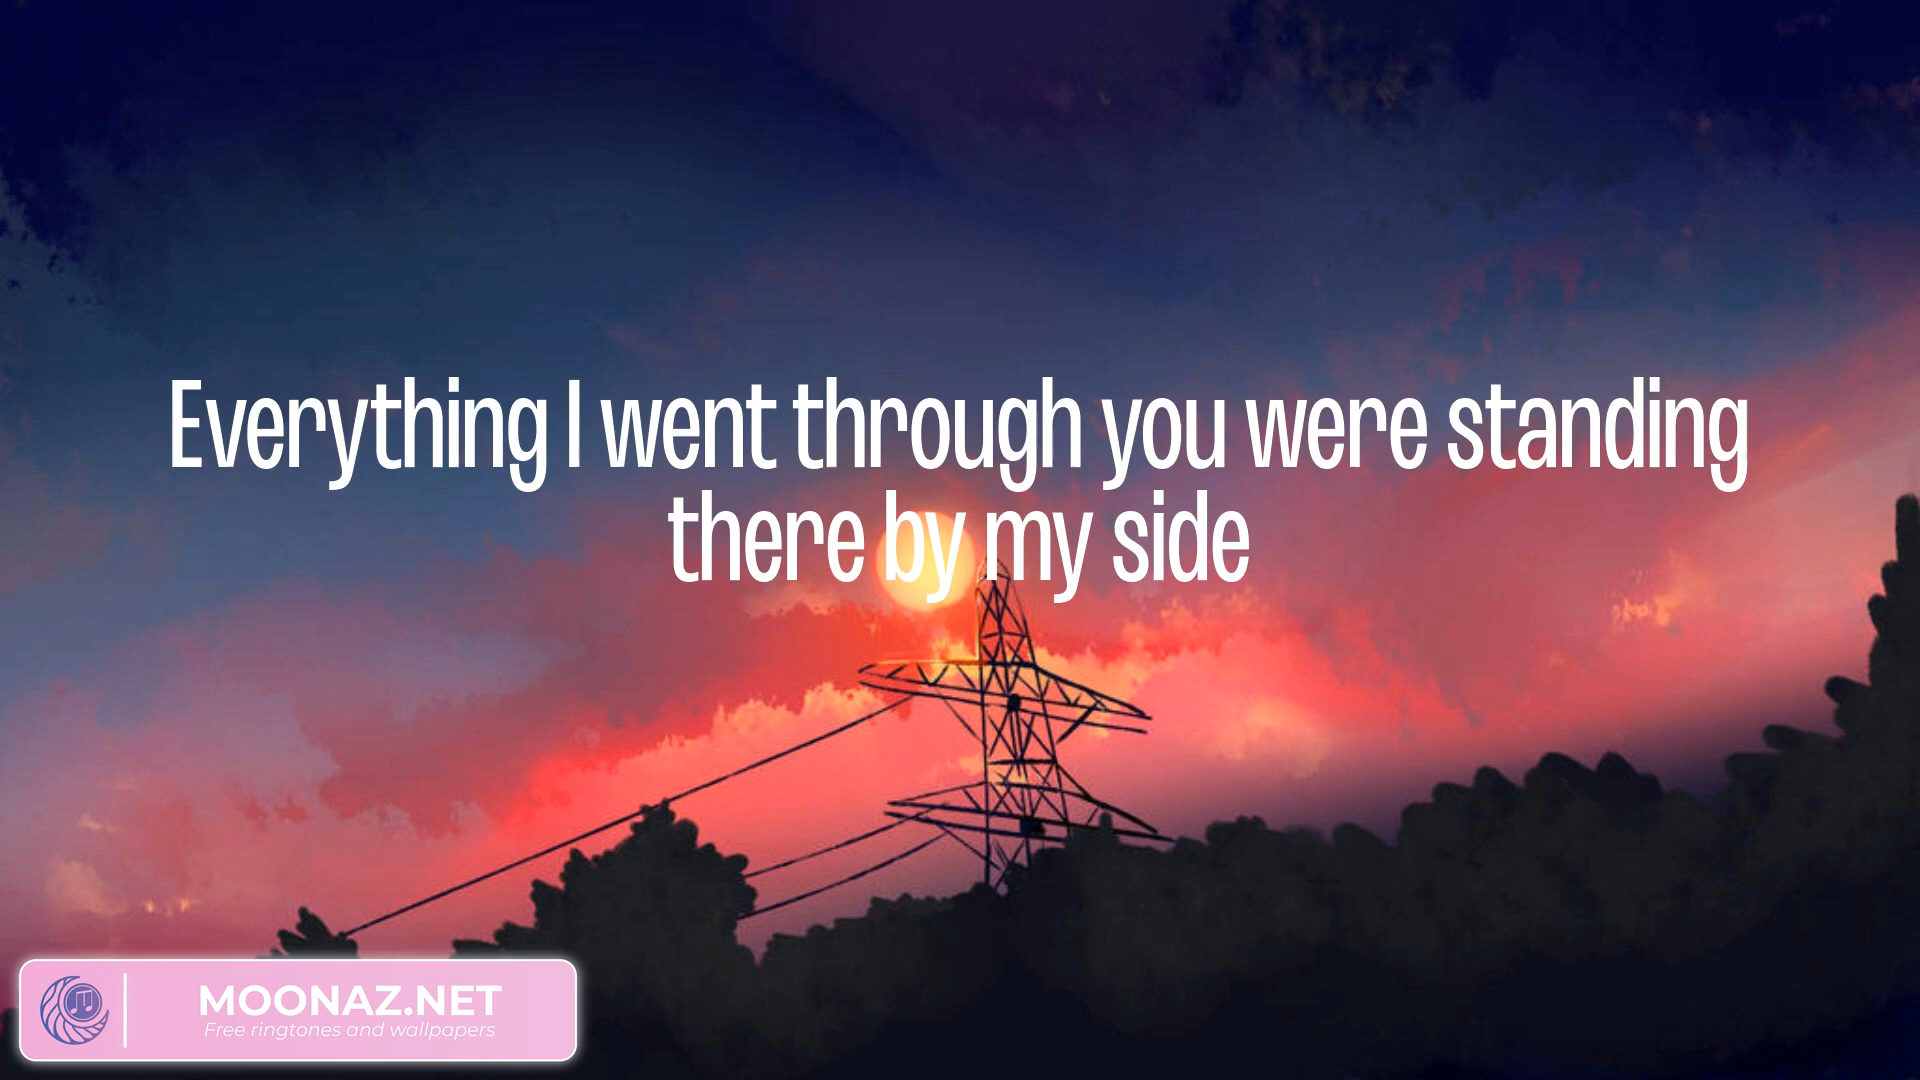 Everything I went through you were standing
there by my side
MOONAZ.NET
Free ringtones and wallpapers